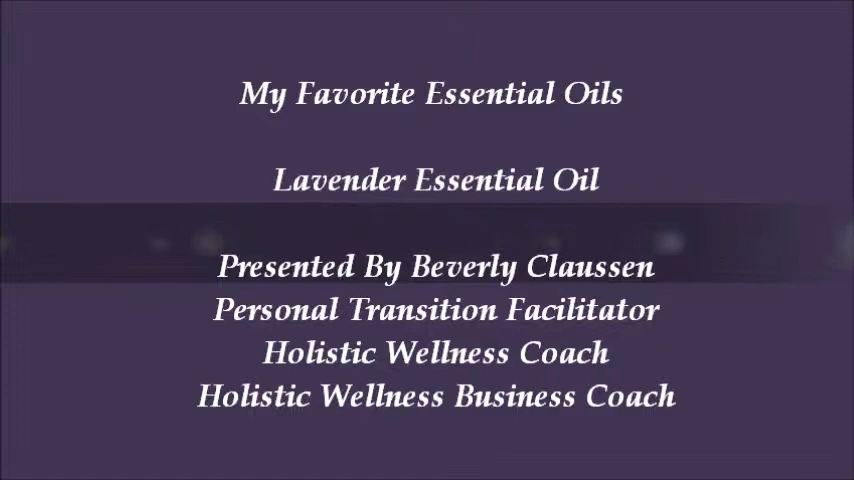 My Favorite Essential Oils
Lavender Essential Oil
Presented By Beverly Claussen
Personal Transition Facilitator
Holistic Wellness Coach
Holistic Wellness Business Coach